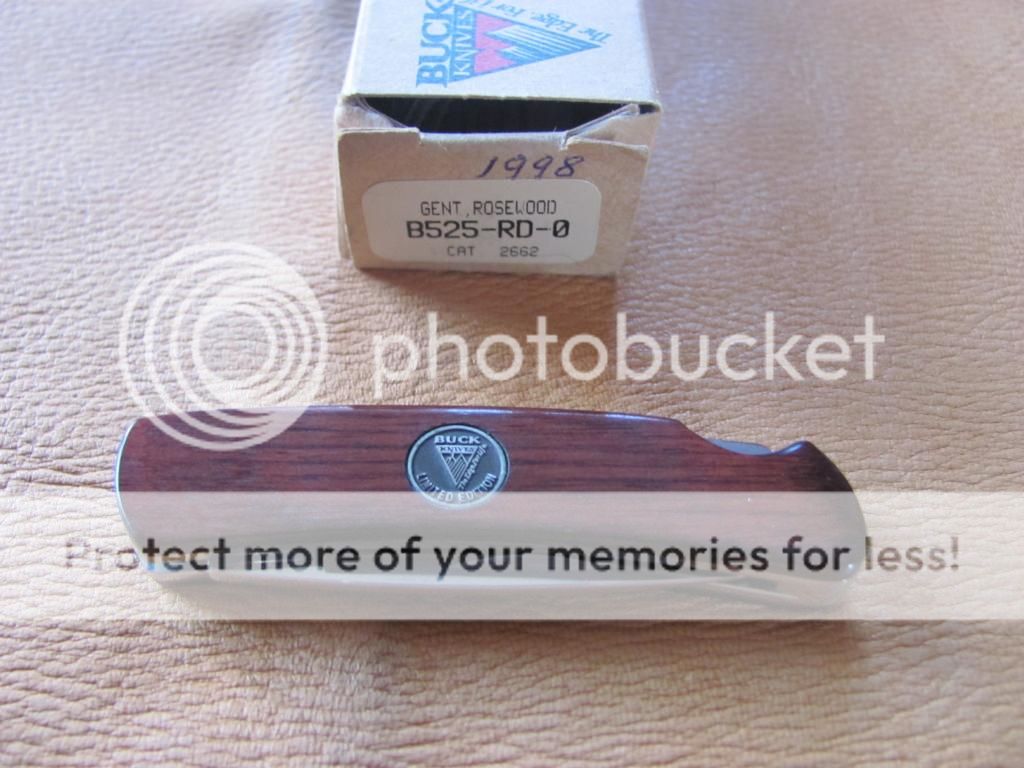 BUCK
KNIVES
The Edge. For
1998
GENT,ROSEWOOD
B525-RD-0
CAT 2662
photobucket
BUCK
KNIVES
LIMITED EDITION
Protect more of your memories for less!